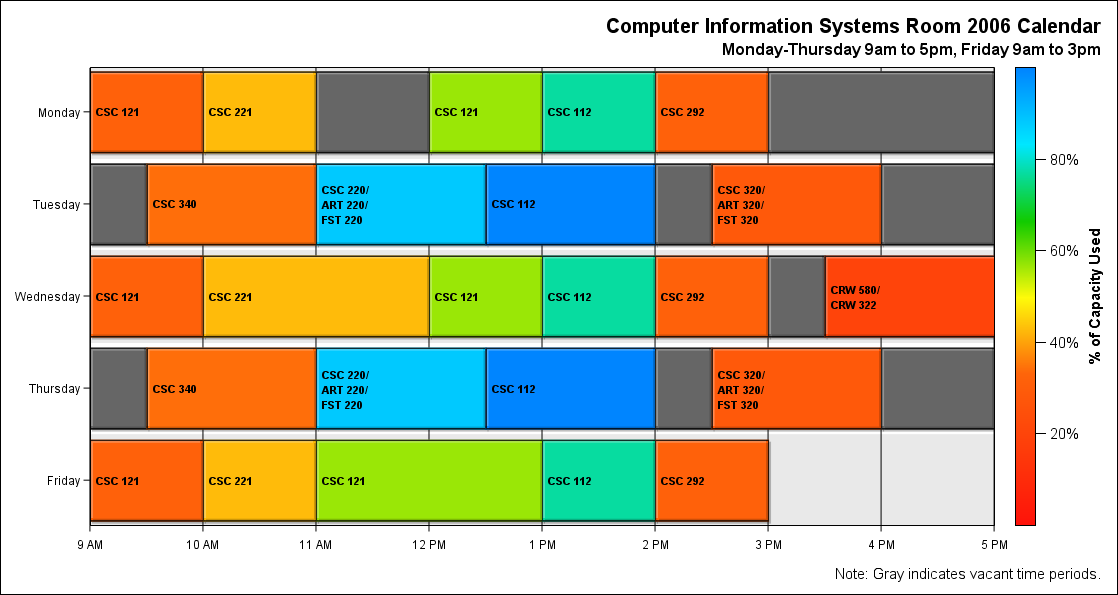 Computer Information Systems Room 2006 Calendar
Monday-Thursday 9am to 5pm, Friday 9am to 3pm
Monday
CSC 121
CSC 221
CSC 121
CSC 112
CSC 292
Tuesday
CSC 340
CSC 220/
ART 220/
FST 220
CSC 112
CSC 320/
ART 320/
FST 320
Wednesday
CSC 121
CSC 221
CSC 121
CSC 112
CSC 292
CRW 580/
CRW 322
Thursday
CSC 340
CSC 220/
ART 220/
FST 220
CSC 112
CSC 320/
ART 320/
FST 320
Friday
CSC 121
CSC 221
CSC 121
CSC 112
CSC 292
9 AM
10 AM
11 AM
12 PM
1 PM
2 PM
3 PM
4 PM
5 PM
80%
60%
40%
20%
% of Capacity Used
Note: Gray indicates vacant time periods.